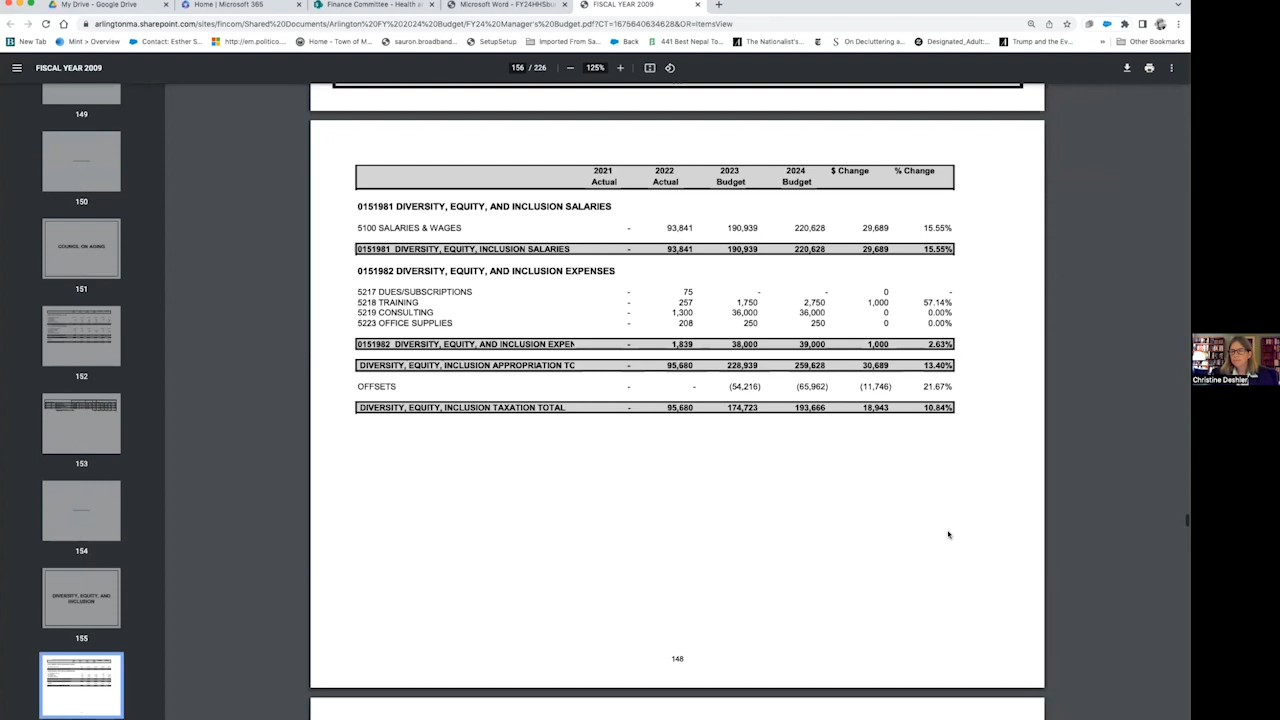 My Drive - Google Drive
Home | Microsoft 365
Finance Committee - Health a
Microsoft Word - FY24HHSbu
FISCAL YEAR 2009
arlingtonma.sharepoint.com/sites/fincom/Shared%20Documents/Arlington%20FY%202024%20Budget/FY24%20Manager's%20Budget.pdf?CT=1675640634628&OR=ItemsView
New Tab
Mint > Overview
Contact: Esther S...
http://em.politico....
Home - Town of M...
sauron.broadband...
SetupSetup
Imported From Sa...
Back
441 Best Nepal To...
The Nationalist's...
On Decluttering a...
Designated_Adult:...
Trump and the Ev...
Other Bookmarks
FISCAL YEAR 2009
156 / 226
125%
149
150
COUNCIL ON AGING
151
152
153
154
DIVERSITY, EQUITY, AND
INCLUSION
155
2021 2022 2023 2024 $ Change % Change
Actual Actual Budget Budget
0151981 DIVERSITY, EQUITY, AND INCLUSION SALARIES
5100 SALARIES & WAGES - 93,841 190,939 220,628 29,689 15.55%
0151981 DIVERSITY, EQUITY, INCLUSION SALARIES - 93,841 190,939 220,628 29,689 15.55%
0151982 DIVERSITY, EQUITY, AND INCLUSION EXPENSES
5217 DUES/SUBSCRIPTIONS - 75 - - 0 -
5218 TRAINING - 257 1,750 2,750 1,000 57.14%
5219 CONSULTING - 1,300 36,000 36,000 0 0.00%
5223 OFFICE SUPPLIES - 208 250 250 0 0.00%
0151982 DIVERSITY, EQUITY, AND INCLUSION EXPEN - 1,839 38,000 39,000 1,000 2.63%
DIVERSITY, EQUITY, INCLUSION APPROPRIATION TO - 95,680 228,939 259,628 30,689 13.40%
OFFSETS - - (54,216) (65,962) (11,746) 21.67%
DIVERSITY, EQUITY, INCLUSION TAXATION TOTAL - 95,680 174,723 193,666 18,943 10.84%
148
Christine Deshler